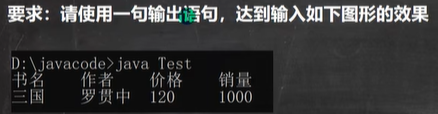 要求：请使用一句输出语句，达到输入如下图形的效果
D:\javacode>java Test
书名 作者 价格 销量
三国 罗贯中 120 1000